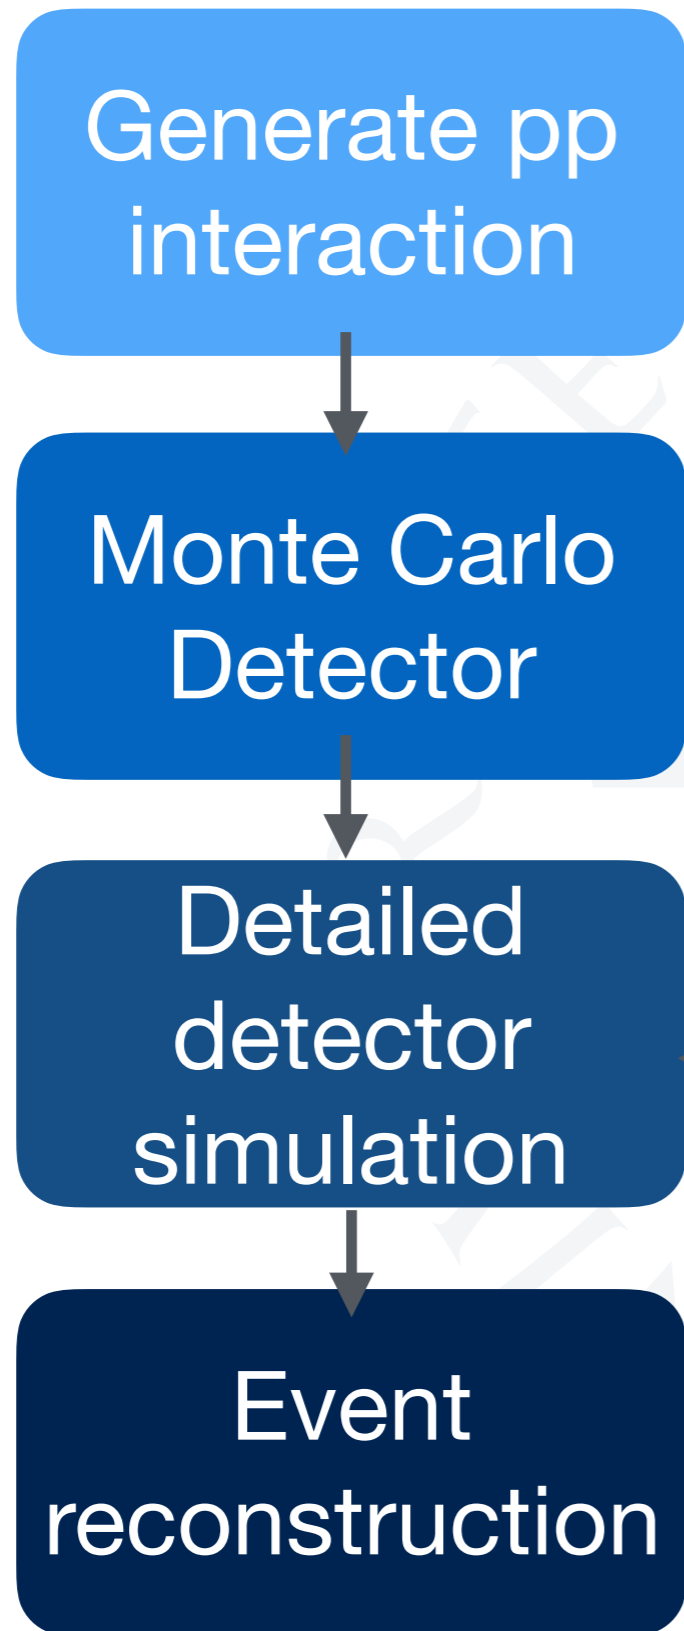 Generate pp
interaction
Monte Carlo
Detector
Detailed
detector
simulation
Event
reconstruction